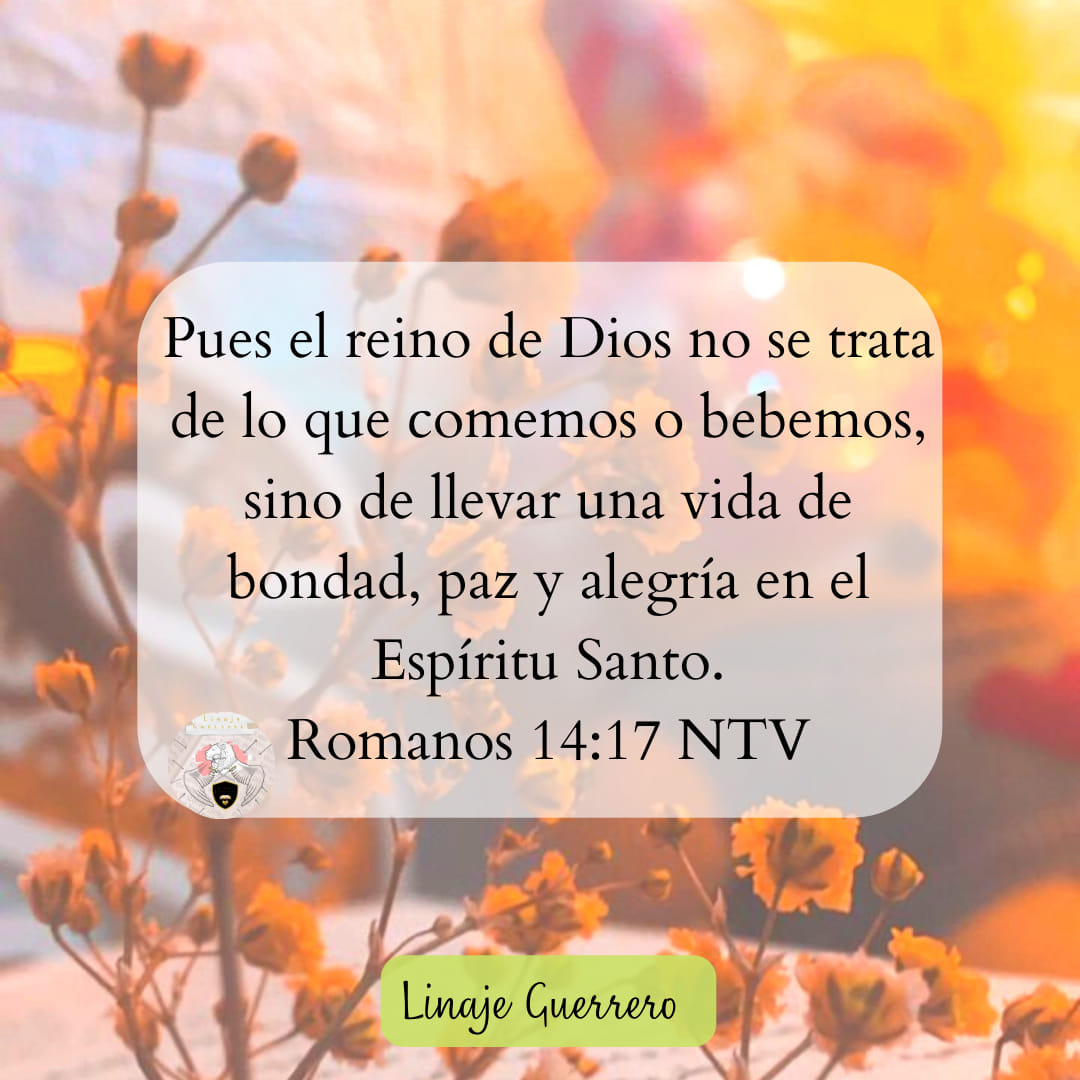 Pues el reino de Dios no se trata
de lo que comemos o bebemos,
sino de llevar una vida de
bondad, paz y alegría en el
Espíritu Santo.
Romanos 14:17 NTV
Linaje
Guerrero
Linaje Guerrero